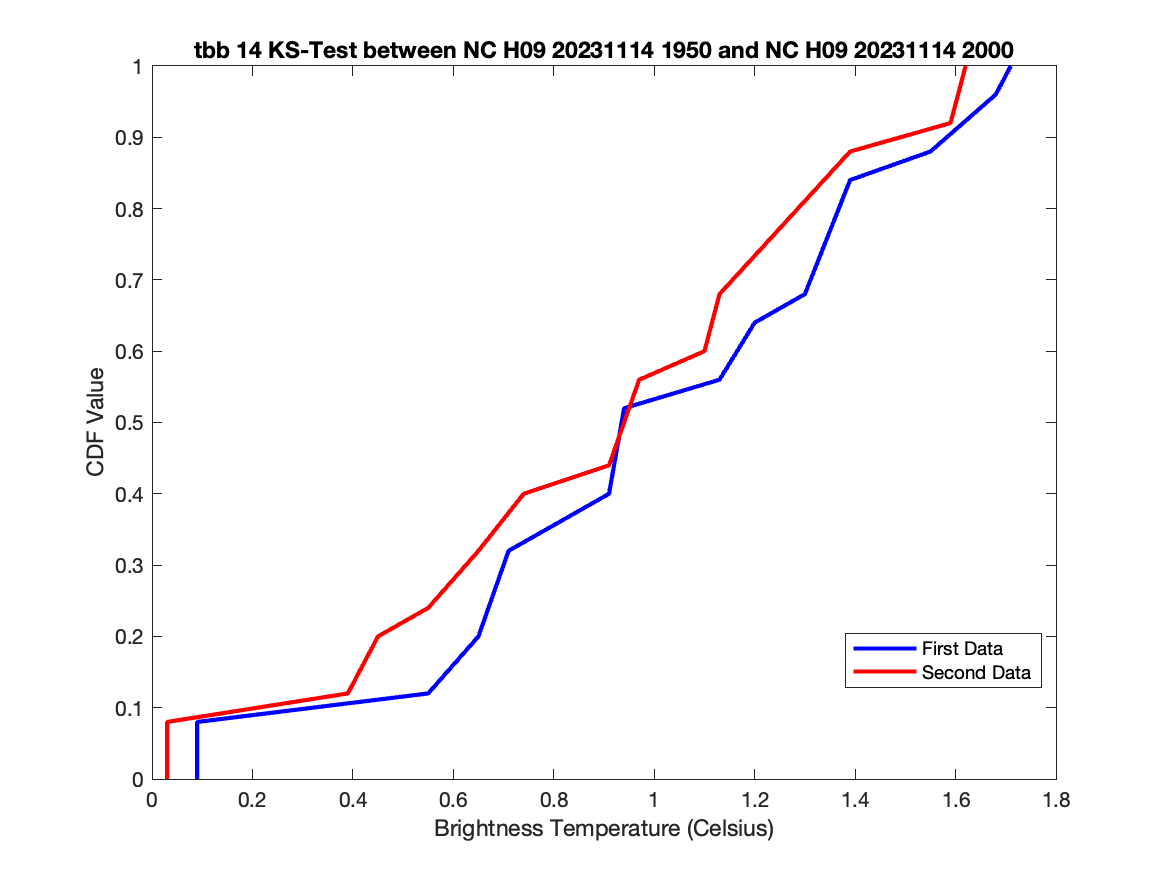 tbb 14 KS-Test between NC H09 20231114 1950 and NC H09 20231114 2000
1
0.9
0.8
0.7
0.6
0.5
0.4
0.3
0.2
0.1
0
CDF Value
First Data
Second Data
0 0.2 0.4 0.6 0.8 1 1.2 1.4 1.6 1.8
Brightness Temperature (Celsius)